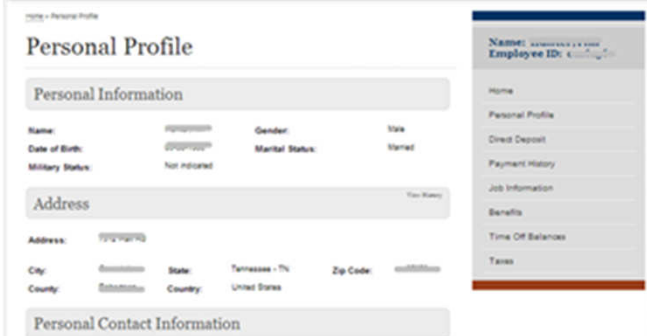 Home > Personal Profile
Personal Profile
Personal Information
Name:
Gender: Male
Date of Birth:
Marital Status: Married
Military Status: Not indicated
Address
View History
Address:
City:
State: Tennessee - TN
Zip Code:
County:
Country: United States
Personal Contact Information
Name:
Employee ID:
Home
Personal Profile
Direct Deposit
Payment History
Job Information
Benefits
Time Off Balances
Taxes